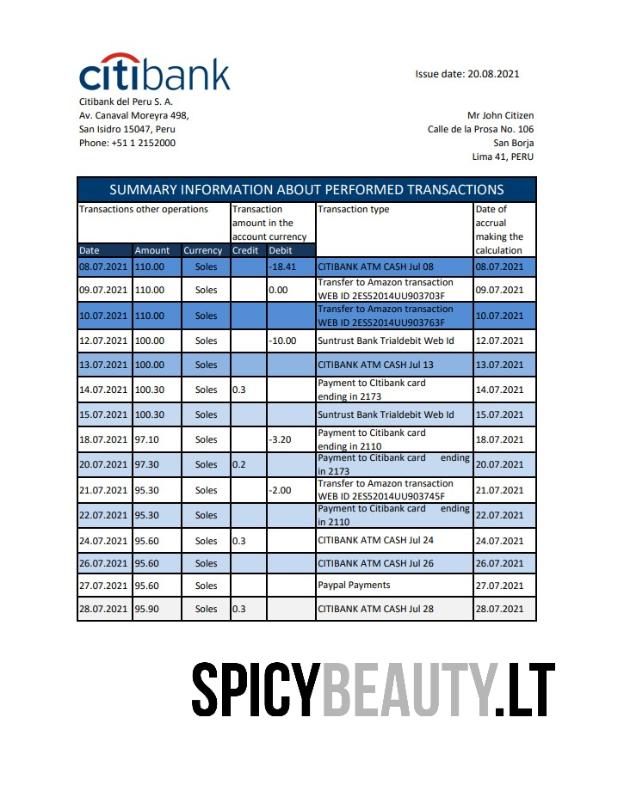 citibank
Issue date: 20.08.2021
Citibank del Peru S. A.
Av. Canaval Moreyra 498,
San Isidro 15047, Peru
Phone: +51 1 2152000
Mr John Citizen
Calle de la Prosa No. 106
San Borja
Lima 41, PERU
SUMMARY INFORMATION ABOUT PERFORMED TRANSACTIONS
Transactions other operations
Transaction
amount in the
account currency
Transaction type
Date of
accrual
making the
calculation
Date Amount Currency Credit Debit
08.07.2021 110.00 Soles -18.41 CITIBANK ATM CASH Jul 08 08.07.2021
09.07.2021 110.00 Soles 0.00 Transfer to Amazon transaction 09.07.2021
WEB ID 2ES52014UU903703F
10.07.2021 110.00 Soles Transfer to Amazon transaction 10.07.2021
WEB ID 2ES52014UU903763F
12.07.2021 100.00 Soles -10.00 Suntrust Bank Trialdebit Web Id 12.07.2021
13.07.2021 100.00 Soles CITIBANK ATM CASH Jul 13 13.07.2021
14.07.2021 100.30 Soles 0.3 Payment to CItibank card 14.07.2021
ending in 2173
15.07.2021 100.30 Soles Suntrust Bank Trialdebit Web Id 15.07.2021
18.07.2021 97.10 Soles -3.20 Payment to Citibank card 18.07.2021
ending in 2110
20.07.2021 97.30 Soles 0.2 Payment to Citibank card ending 20.07.2021
in 2173
21.07.2021 95.30 Soles -2.00 Transfer to Amazon transaction 21.07.2021
WEB ID 2ES52014UU903745F
22.07.2021 95.30 Soles Payment to Citibank card ending 22.07.2021
in 2110
24.07.2021 95.60 Soles 0.3 CITIBANK ATM CASH Jul 24 24.07.2021
26.07.2021 95.60 Soles CITIBANK ATM CASH Jul 26 26.07.2021
27.07.2021 95.60 Soles Paypal Payments 27.07.2021
28.07.2021 95.90 Soles 0.3 CITIBANK ATM CASH Jul 28 28.07.2021
SPICYBEAUTY.LT